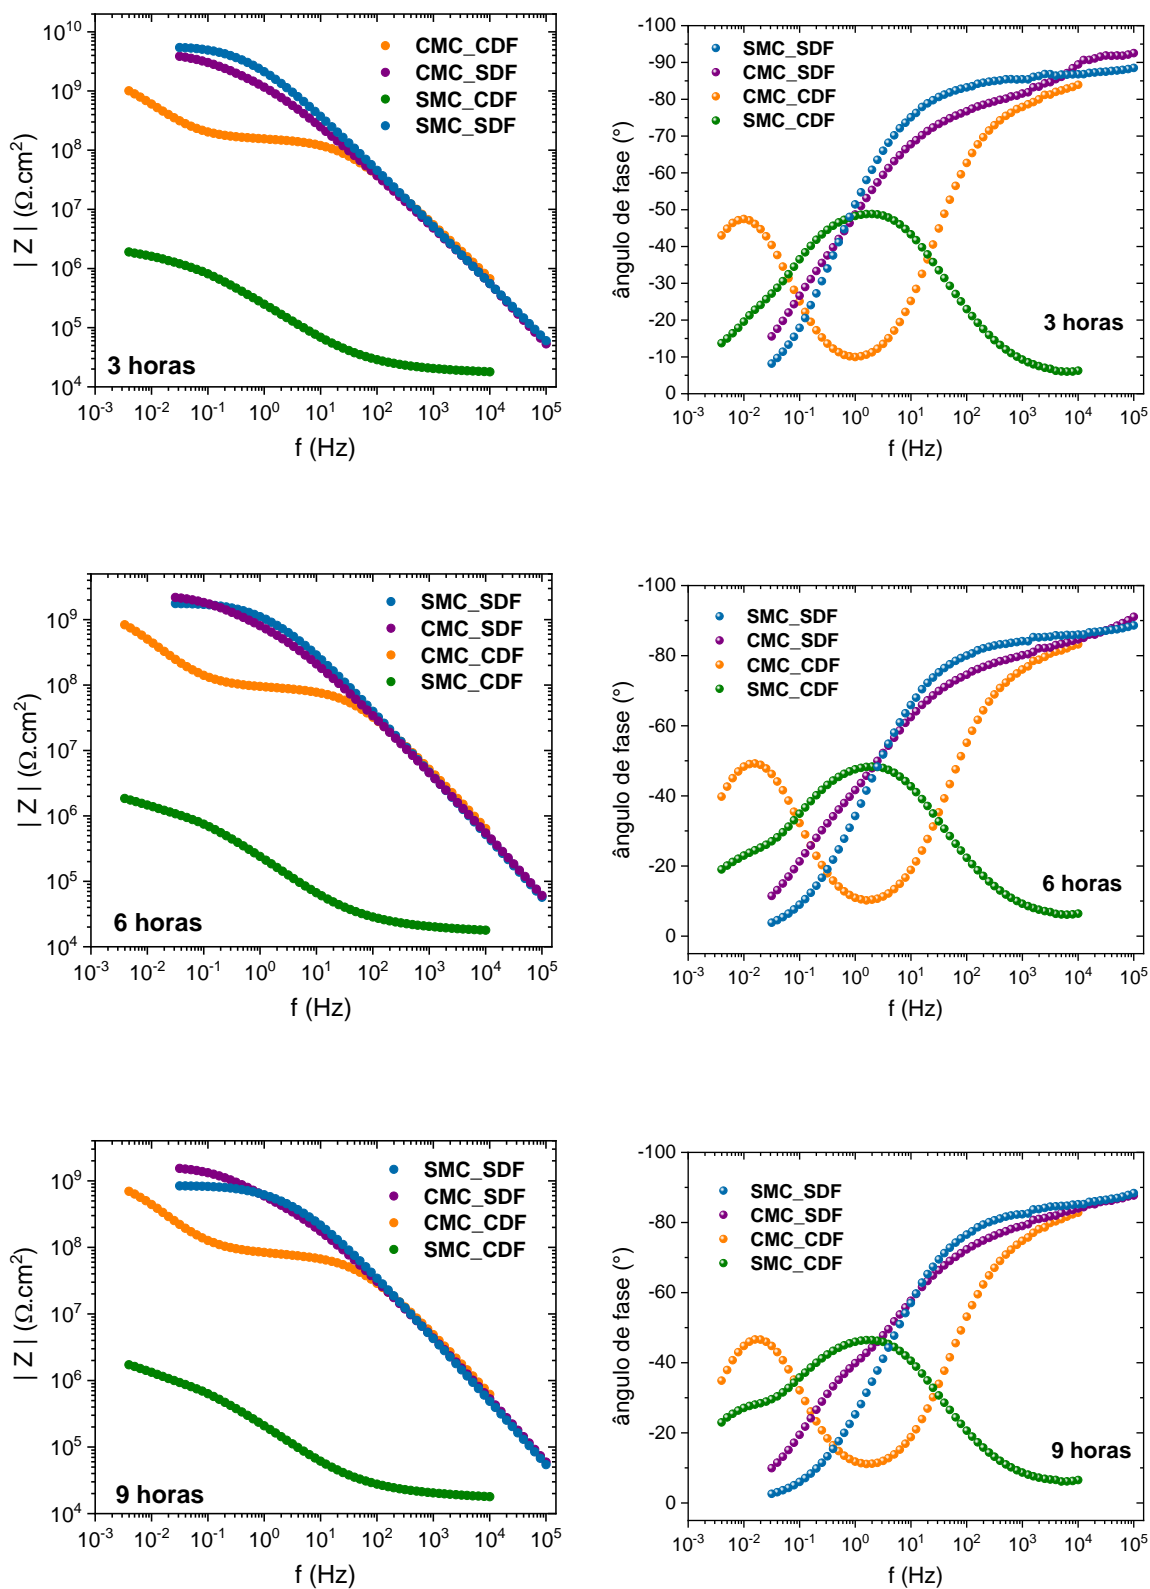 10^10
10^9
10^8
10^7
10^6
10^5
10^4
| Z | (Ω.cm^2)
CMC_CDF
CMC_SDF
SMC_CDF
SMC_SDF
3 horas
10^-3 10^-2 10^-1 10^0 10^1 10^2 10^3 10^4 10^5
f (Hz)
-100
-90
-80
-70
-60
-50
-40
-30
-20
-10
0
ângulo de fase (°)
SMC_SDF
CMC_SDF
CMC_CDF
SMC_CDF
3 horas
10^-3 10^-2 10^-1 10^0 10^1 10^2 10^3 10^4 10^5
f (Hz)
10^9
10^8
10^7
10^6
10^5
10^4
| Z | (Ω.cm^2)
SMC_SDF
CMC_SDF
CMC_CDF
SMC_CDF
6 horas
10^-3 10^-2 10^-1 10^0 10^1 10^2 10^3 10^4 10^5
f (Hz)
-100
-80
-60
-40
-20
0
ângulo de fase (°)
SMC_SDF
CMC_SDF
CMC_CDF
SMC_CDF
6 horas
10^-3 10^-2 10^-1 10^0 10^1 10^2 10^3 10^4 10^5
f (Hz)
10^9
10^8
10^7
10^6
10^5
10^4
| Z | (Ω.cm^2)
SMC_SDF
CMC_SDF
CMC_CDF
SMC_CDF
9 horas
10^-3 10^-2 10^-1 10^0 10^1 10^2 10^3 10^4 10^5
f (Hz)
-100
-80
-60
-40
-20
0
ângulo de fase (°)
SMC_SDF
CMC_SDF
CMC_CDF
SMC_CDF
9 horas
10^-3 10^-2 10^-1 10^0 10^1 10^2 10^3 10^4 10^5
f (Hz)